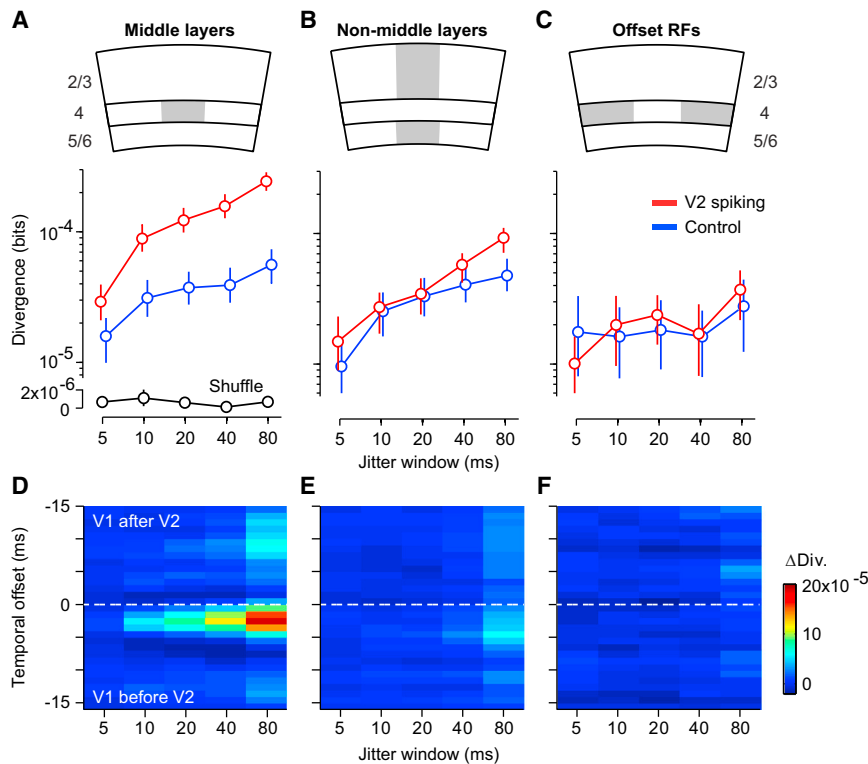 A
Middle layers
B
Non-middle layers
C
Offset RFs
2/3
4
5/6
2/3
4
5/6
Divergence (bits)
10^-4
10^-5
2x10^-6
0
Shuffle
V2 spiking
Control
5 10 20 40 80
5 10 20 40 80
5 10 20 40 80
Jitter window (ms)
D
E
F
Temporal offset (ms)
-15
0
-15
V1 after V2
V1 before V2
ΔDiv.
20x10^-5
10
0
5 10 20 40 80
5 10 20 40 80
5 10 20 40 80
Jitter window (ms)